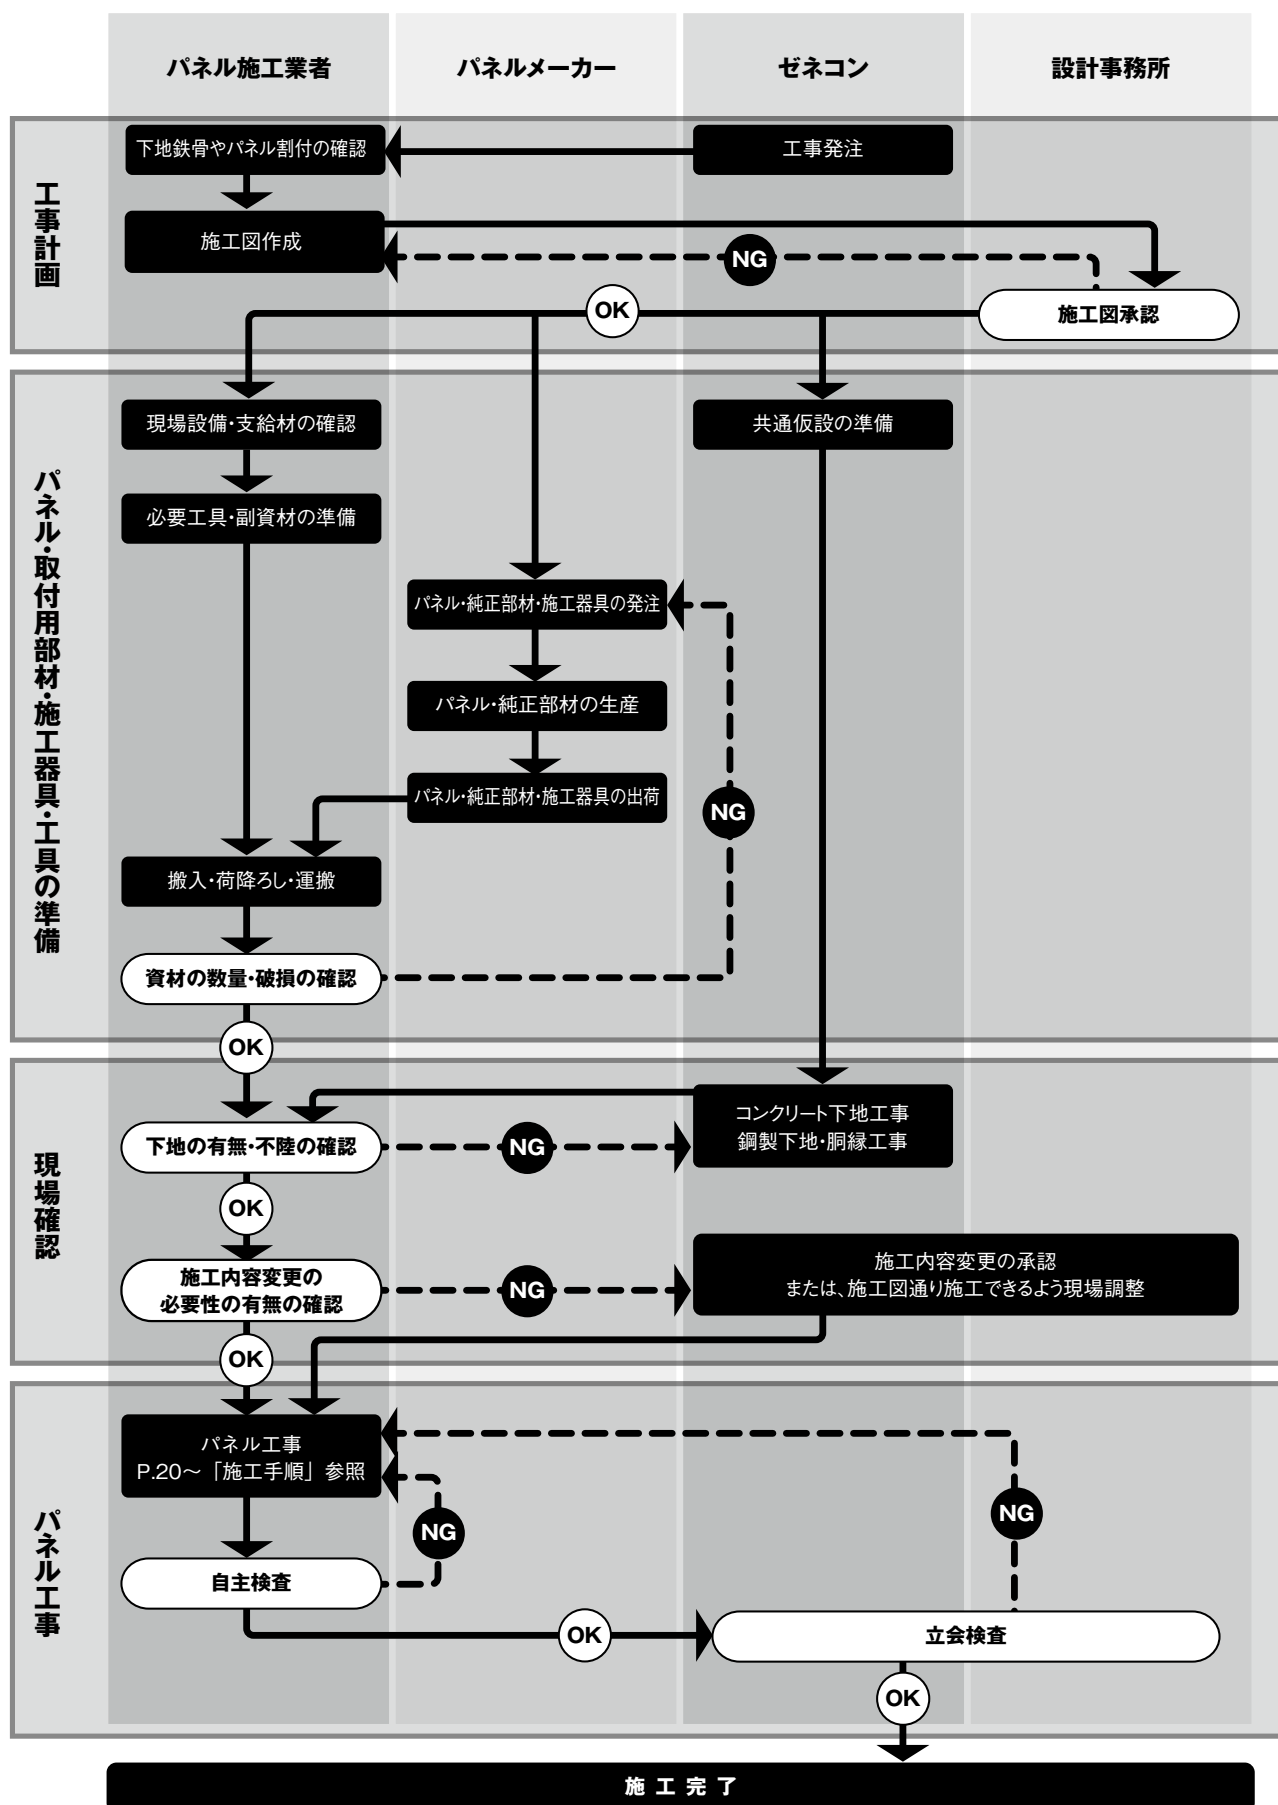 パネル施工業者
パネルメーカー
ゼネコン
設計事務所
工事計画
下地鉄骨やパネル割付の確認
工事発注
施工図作成
NG
OK
施工図承認
パネル・取付用部材・施工器具・工具の準備
現場設備・支給材の確認
共通仮設の準備
必要工具・副資材の準備
パネル・純正部材・施工器具の発注
パネル・純正部材の生産
パネル・純正部材・施工器具の出荷
NG
搬入・荷降ろし・運搬
資材の数量・破損の確認
OK
現場確認
コンクリート下地工事
鋼製下地・胴縁工事
下地の有無・不陸の確認
NG
OK
施工内容変更の
必要性の有無の確認
NG
施工内容変更の承認
または、施工図通り施工できるよう現場調整
OK
パネル工事
パネル工事
P.20～「施工手順」参照
NG
NG
自主検査
OK
立会検査
OK
施工完了